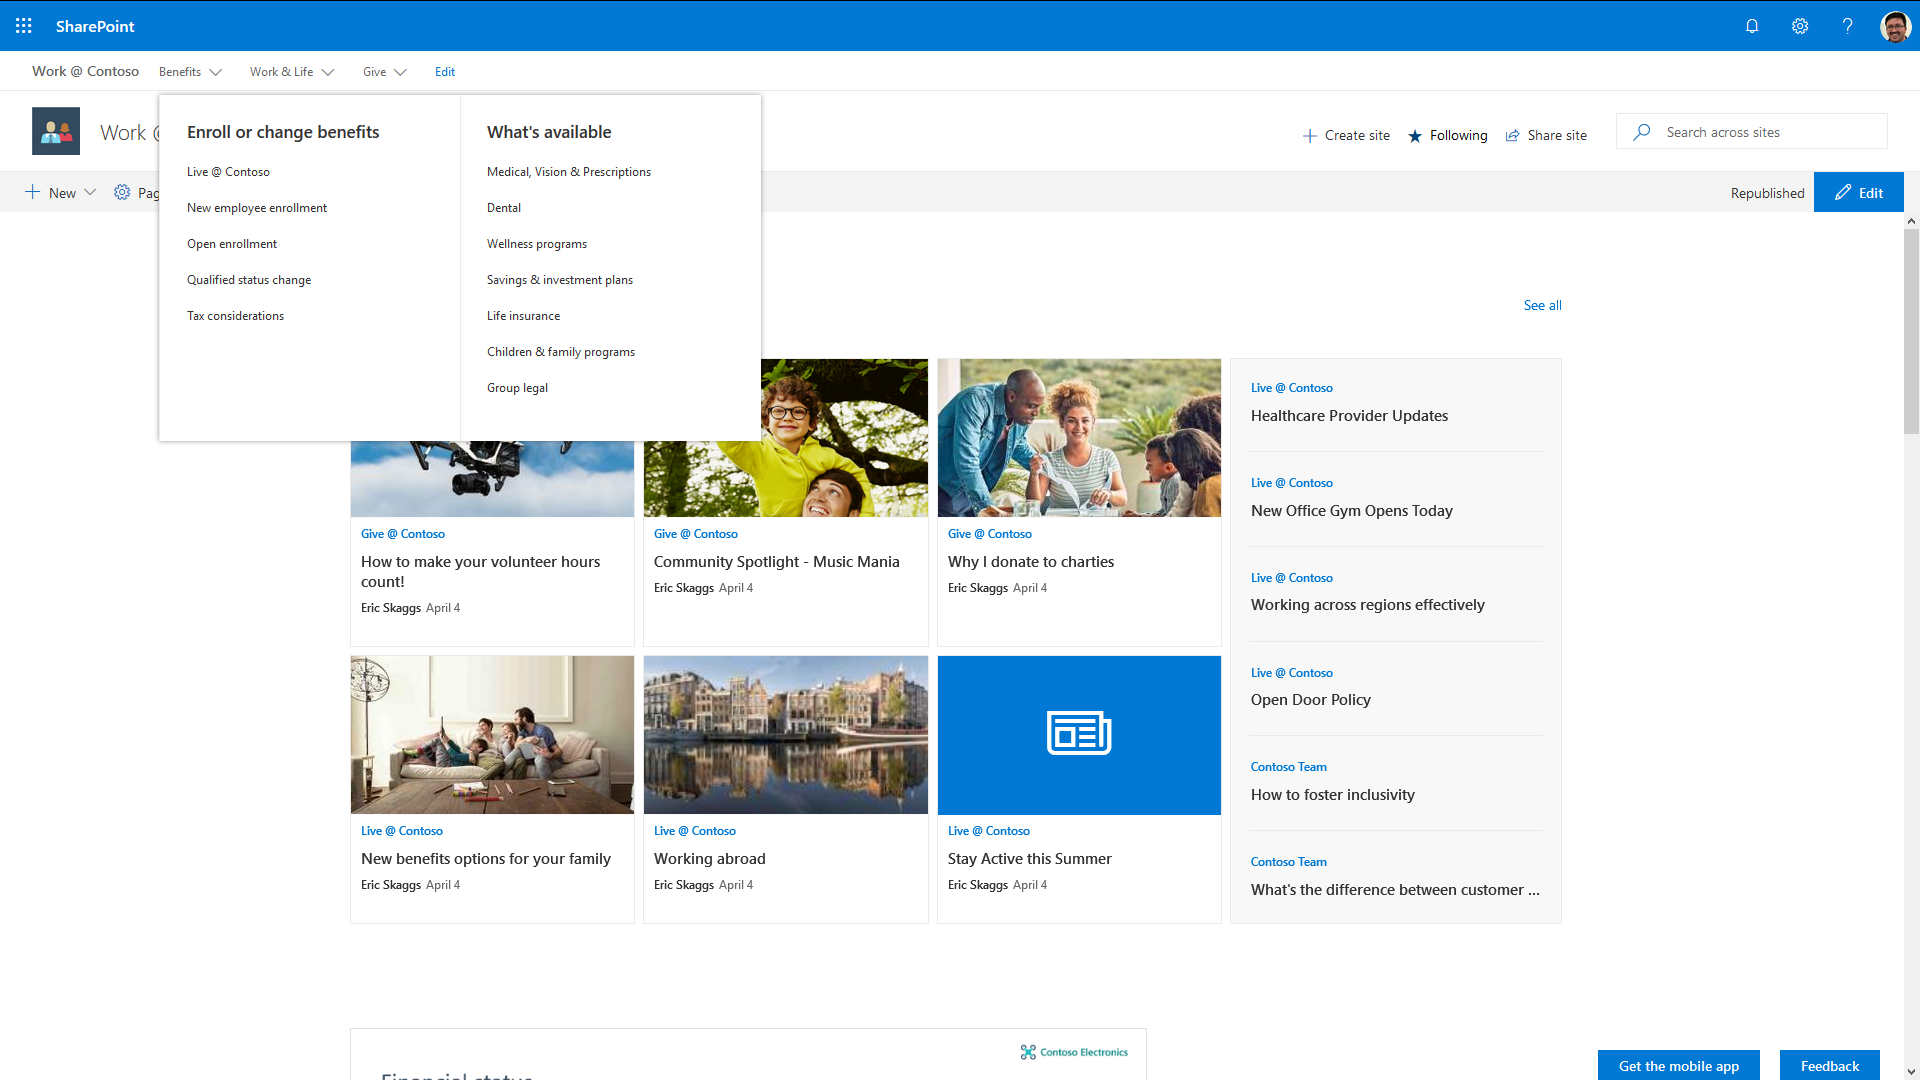 SharePoint
Work @ Contoso
Benefits
Work & Life
Give
Edit
Enroll or change benefits
Live @ Contoso
New employee enrollment
Open enrollment
Qualified status change
Tax considerations
What's available
Medical, Vision & Prescriptions
Dental
Wellness programs
Savings & investment plans
Life insurance
Children & family programs
Group legal
Work
Create site
Following
Share site
Search across sites
New
Pag
Republished
Edit
See all
Give @ Contoso
How to make your volunteer hours
count!
Eric Skaggs April 4
Give @ Contoso
Community Spotlight - Music Mania
Eric Skaggs April 4
Give @ Contoso
Why I donate to charties
Eric Skaggs April 4
Live @ Contoso
New benefits options for your family
Eric Skaggs April 4
Live @ Contoso
Working abroad
Eric Skaggs April 4
Live @ Contoso
Stay Active this Summer
Eric Skaggs April 4
Live @ Contoso
Healthcare Provider Updates
Live @ Contoso
New Office Gym Opens Today
Live @ Contoso
Working across regions effectively
Live @ Contoso
Open Door Policy
Contoso Team
How to foster inclusivity
Contoso Team
What's the difference between customer ...
Contoso Electronics
Financial status
Get the mobile app
Feedback